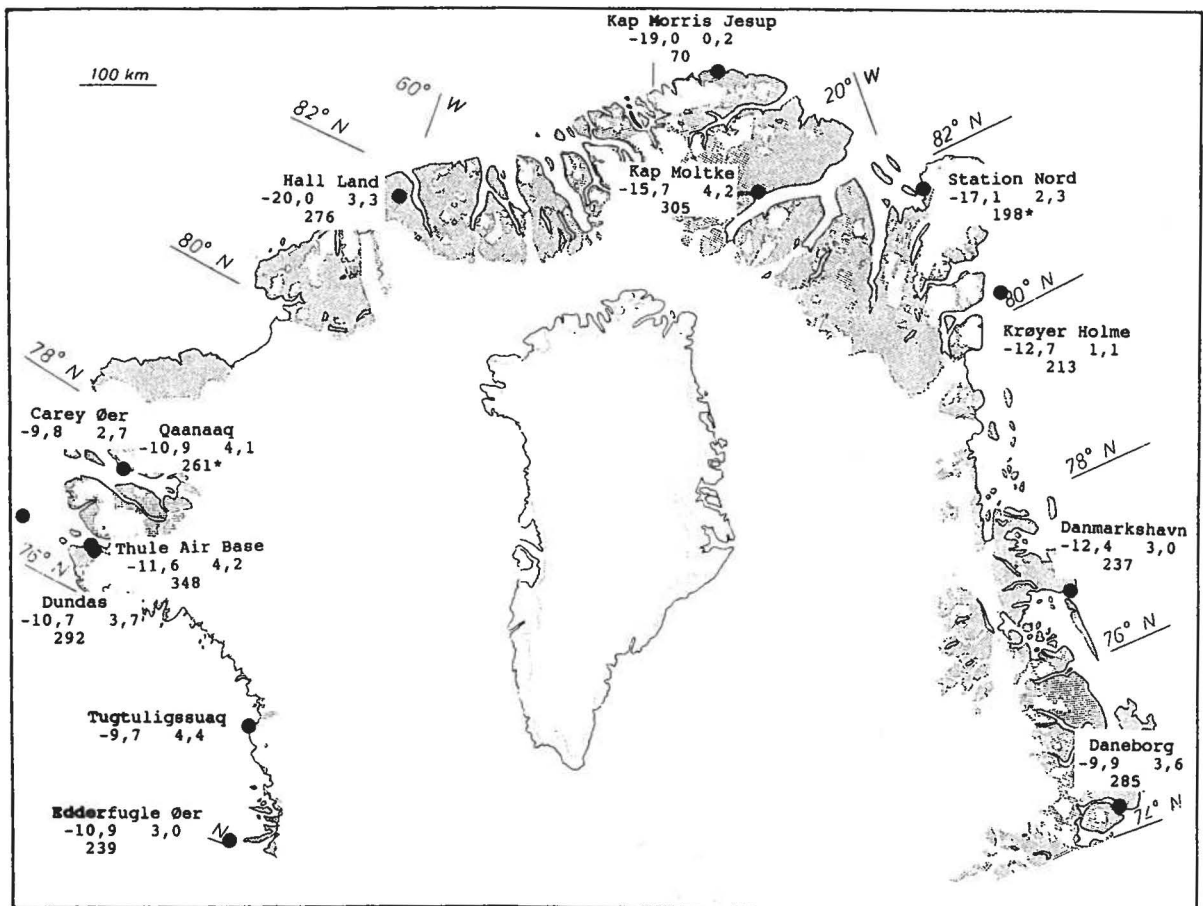 Kap Morris Jesup
-19,0 0,2
70
100 km
60° W
20° W
82° N
82° N
Hall Land
-20,0 3,3
276
Kap Moltke
-15,7 4,2
305
Station Nord
-17,1 2,3
198*
80° N
80° N
Krøyer Holme
-12,7 1,1
213
78° N
Carey Øer
-9,8 2,7
Qaanaaq
-10,9 4,1
261*
78° N
76° N
Thule Air Base
-11,6 4,2
348
Danmarkshavn
-12,4 3,0
237
Dundas
-10,7 3,7
292
76° N
Tugtuligssuaq
-9,7 4,4
Daneborg
-9,9 3,6
285
Edderfugle Øer
-10,9 3,0
239
N
74° N